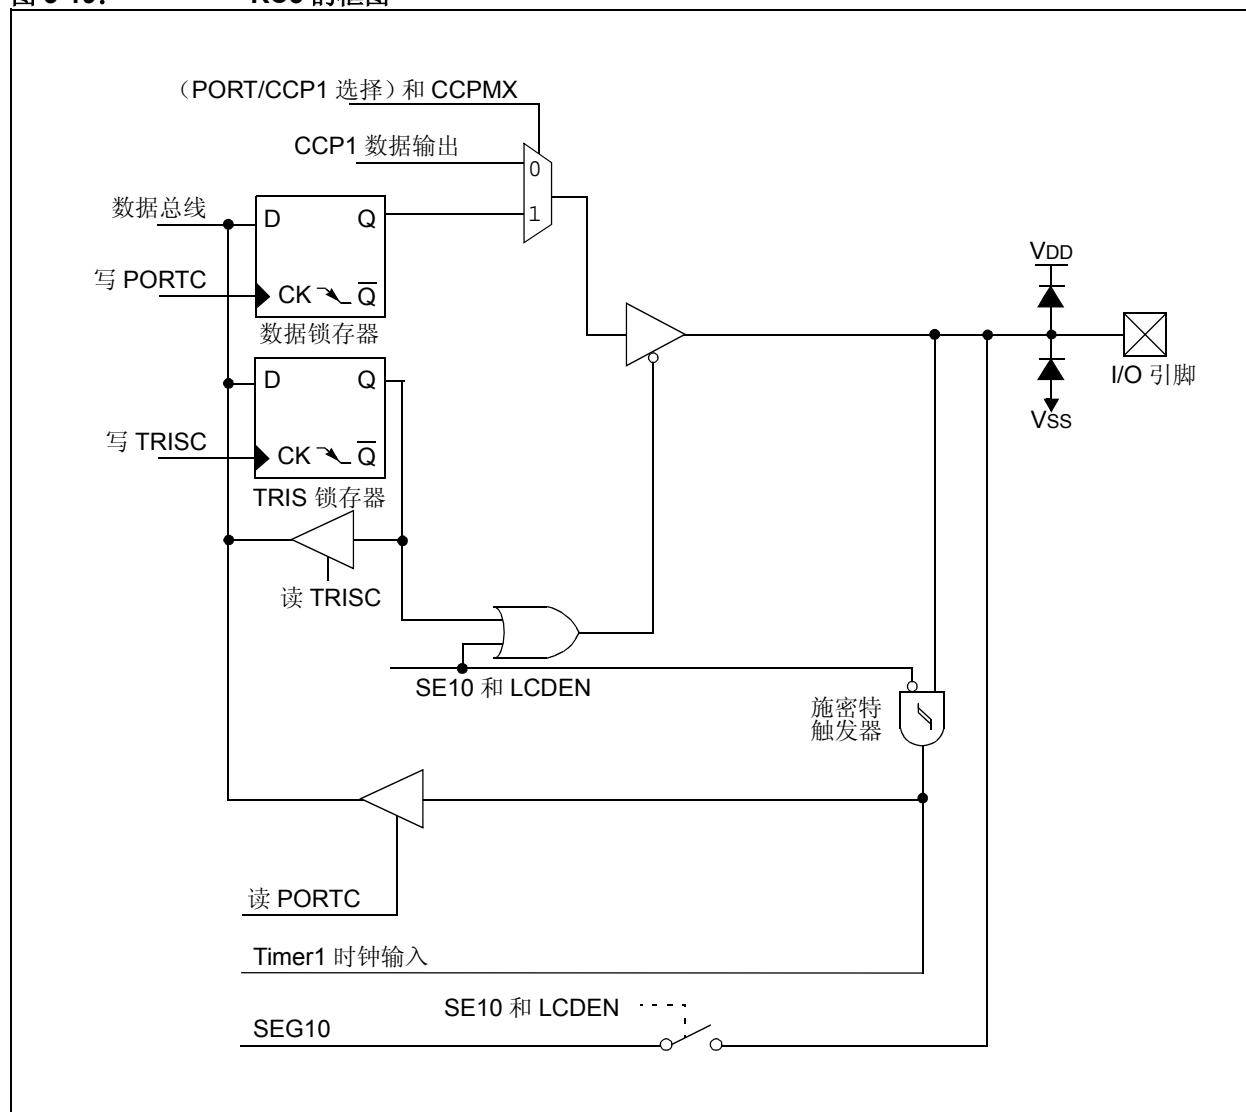 （PORT/CCP1 选择）和 CCPMX
CCP1 数据输出
0
数据总线
D
Q
1
VDD
写 PORTC
CK
Q
数据锁存器
D
Q
I/O 引脚
VSS
写 TRISC
CK
Q
TRIS 锁存器
读 TRISC
SE10 和 LCDEN
施密特
触发器
读 PORTC
Timer1 时钟输入
SE10 和 LCDEN
SEG10